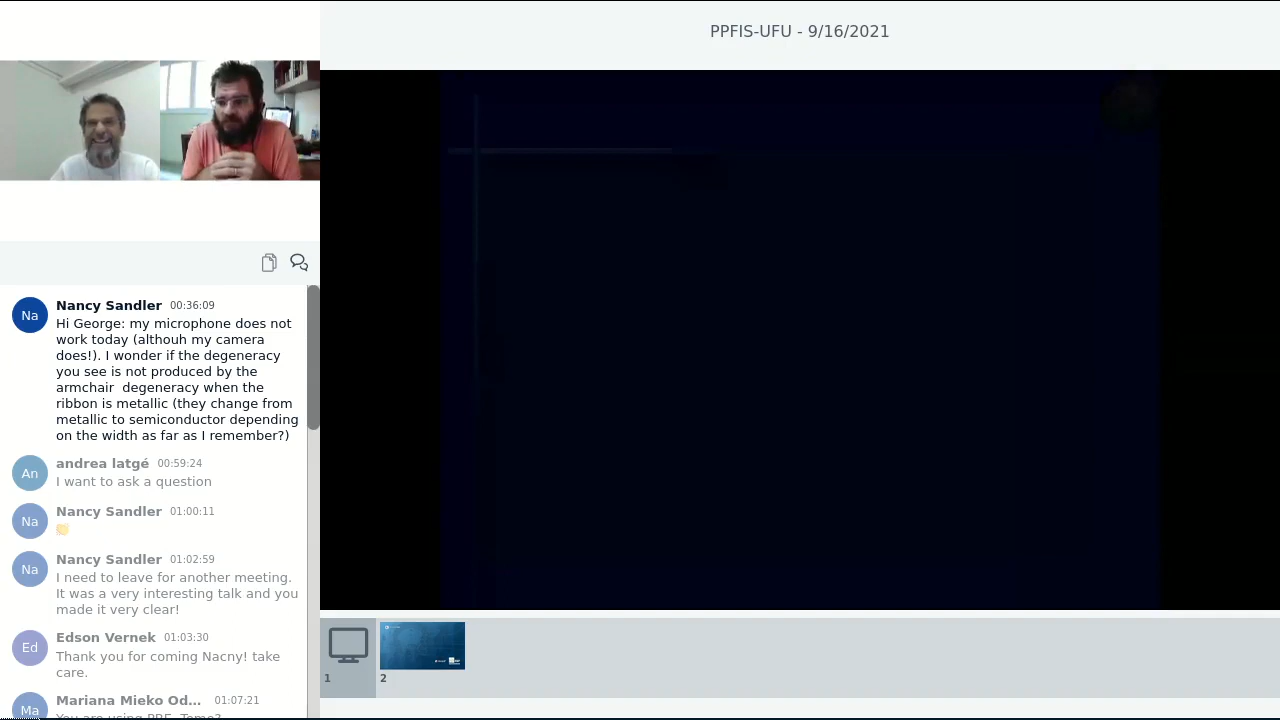 PPFIS-UFU - 9/16/2021
Na
Nancy Sandler 00:36:09
Hi George: my microphone does not
work today (althouh my camera
does!). I wonder if the degeneracy
you see is not produced by the
armchair  degeneracy when the
ribbon is metallic (they change from
metallic to semiconductor depending
on the width as far as I remember?)
An
andrea latgé 00:59:24
I want to ask a question
Na
Nancy Sandler 01:00:11
👏
Na
Nancy Sandler 01:02:59
I need to leave for another meeting.
It was a very interesting talk and you
made it very clear!
Ed
Edson Vernek 01:03:30
Thank you for coming Nacny! take
care.
Ma
Mariana Mieko Od... 01:07:21
You are using PBE, Tome?
1
2